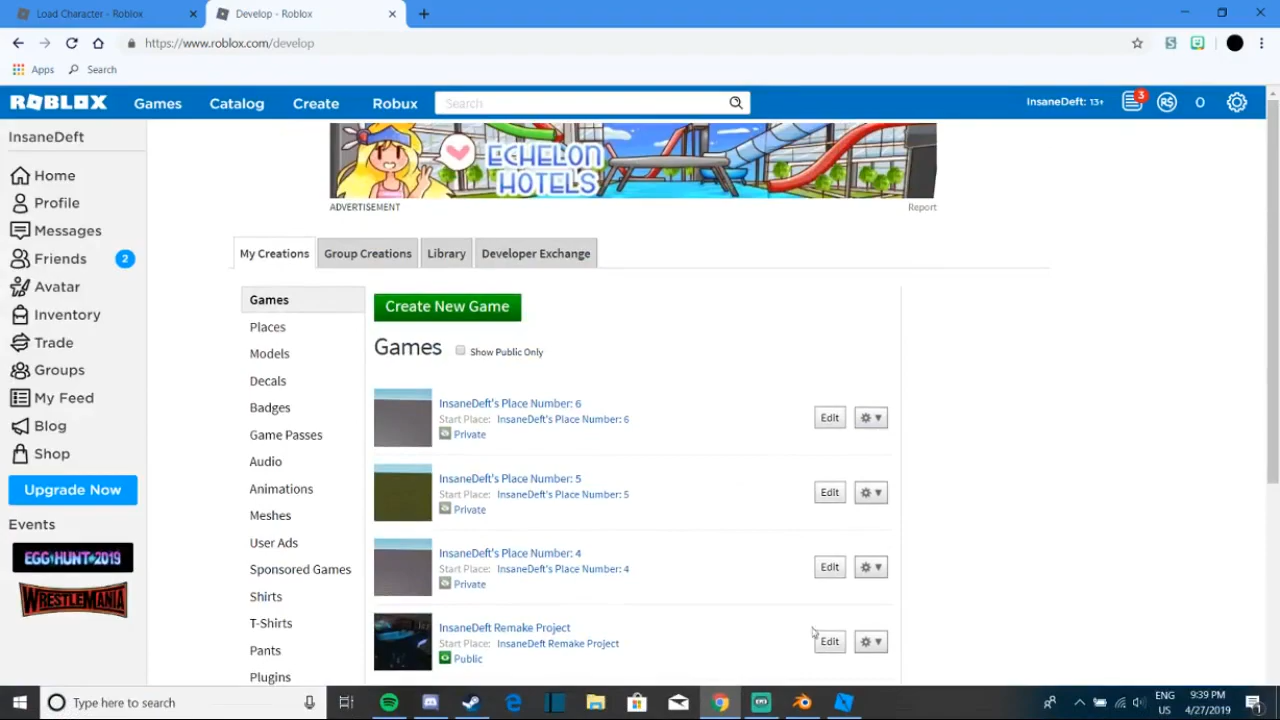 Load Character - Roblox
Develop - Roblox
https://www.roblox.com/develop
Apps
Search
ROBLOX
Games
Catalog
Create
Robux
Search
InsaneDeft: 13+
3
R$
0
InsaneDeft
Home
Profile
Messages
Friends
2
Avatar
Inventory
Trade
Groups
My Feed
Blog
Shop
Upgrade Now
Events
EGG HUNT 2019
WRESTLEMANIA
ECHELON
HOTELS
ADVERTISEMENT
Report
My Creations
Group Creations
Library
Developer Exchange
Games
Places
Models
Decals
Badges
Game Passes
Audio
Animations
Meshes
User Ads
Sponsored Games
Shirts
T-Shirts
Pants
Plugins
Create New Game
Games
Show Public Only
InsaneDeft's Place Number: 6
Start Place: InsaneDeft's Place Number: 6
Private
Edit
InsaneDeft's Place Number: 5
Start Place: InsaneDeft's Place Number: 5
Private
Edit
InsaneDeft's Place Number: 4
Start Place: InsaneDeft's Place Number: 4
Private
Edit
InsaneDeft Remake Project
Start Place: InsaneDeft Remake Project
Public
Edit
Type here to search
ENG
US
9:39 PM
4/27/2019
1